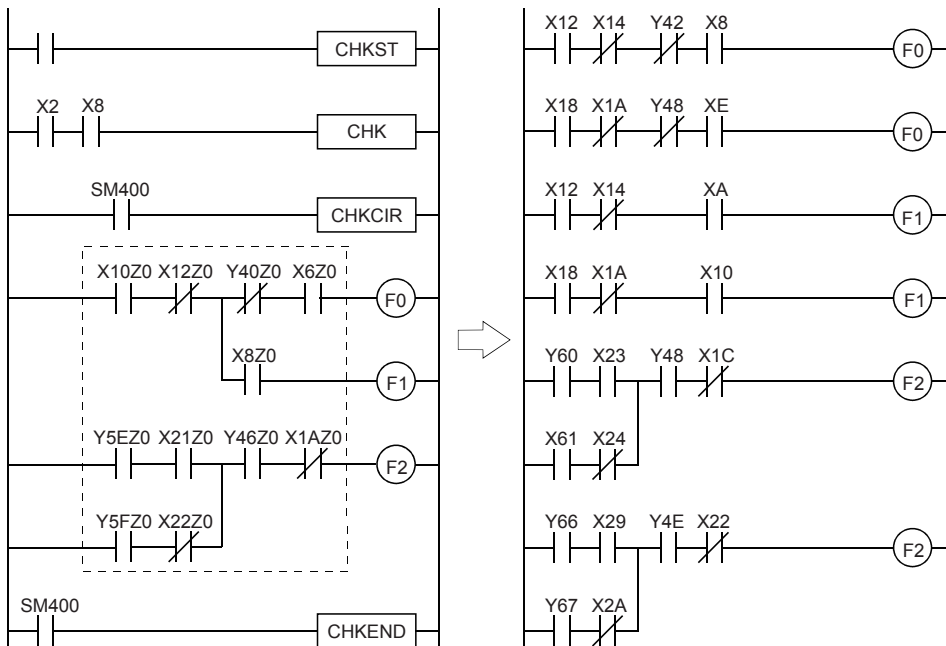 CHKST
X2 X8
CHK
SM400
CHKCIR
X10Z0 X12Z0 Y40Z0 X6Z0
F0
X8Z0
F1
Y5EZ0 X21Z0 Y46Z0 X1AZ0
F2
Y5FZ0 X22Z0
SM400
CHKEND
X12 X14 Y42 X8
F0
X18 X1A Y48 XE
F0
X12 X14 XA
F1
X18 X1A X10
F1
Y60 X23 Y48 X1C
F2
X61 X24
Y66 X29 Y4E X22
F2
Y67 X2A